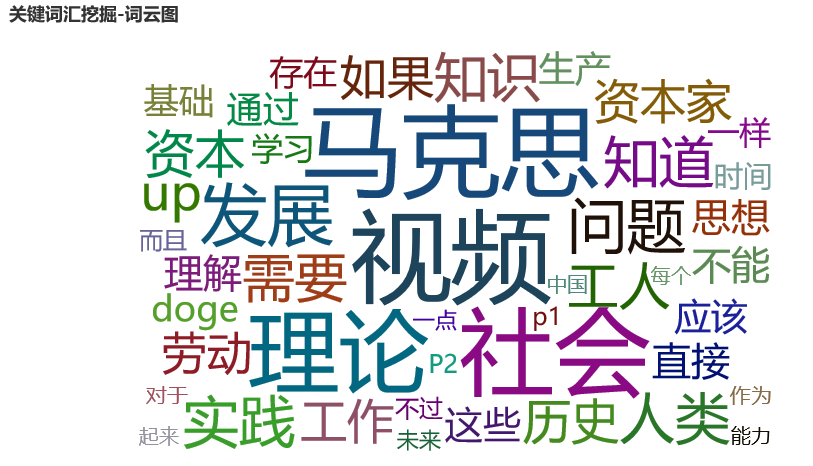 关键词汇挖掘-词云图
存在
如果
知识
生产
基础
通过
马克思
资本家
资本
学习
知道
一样
时间
up
发展
视频
问题
思想
而且
理解
需要
中国
工人
每个
不能
doge
理论
一点
社会
p1
应该
劳动
P2
直接
对于
实践
工作
不过
这些
历史
人类
作为
起来
未来
能力